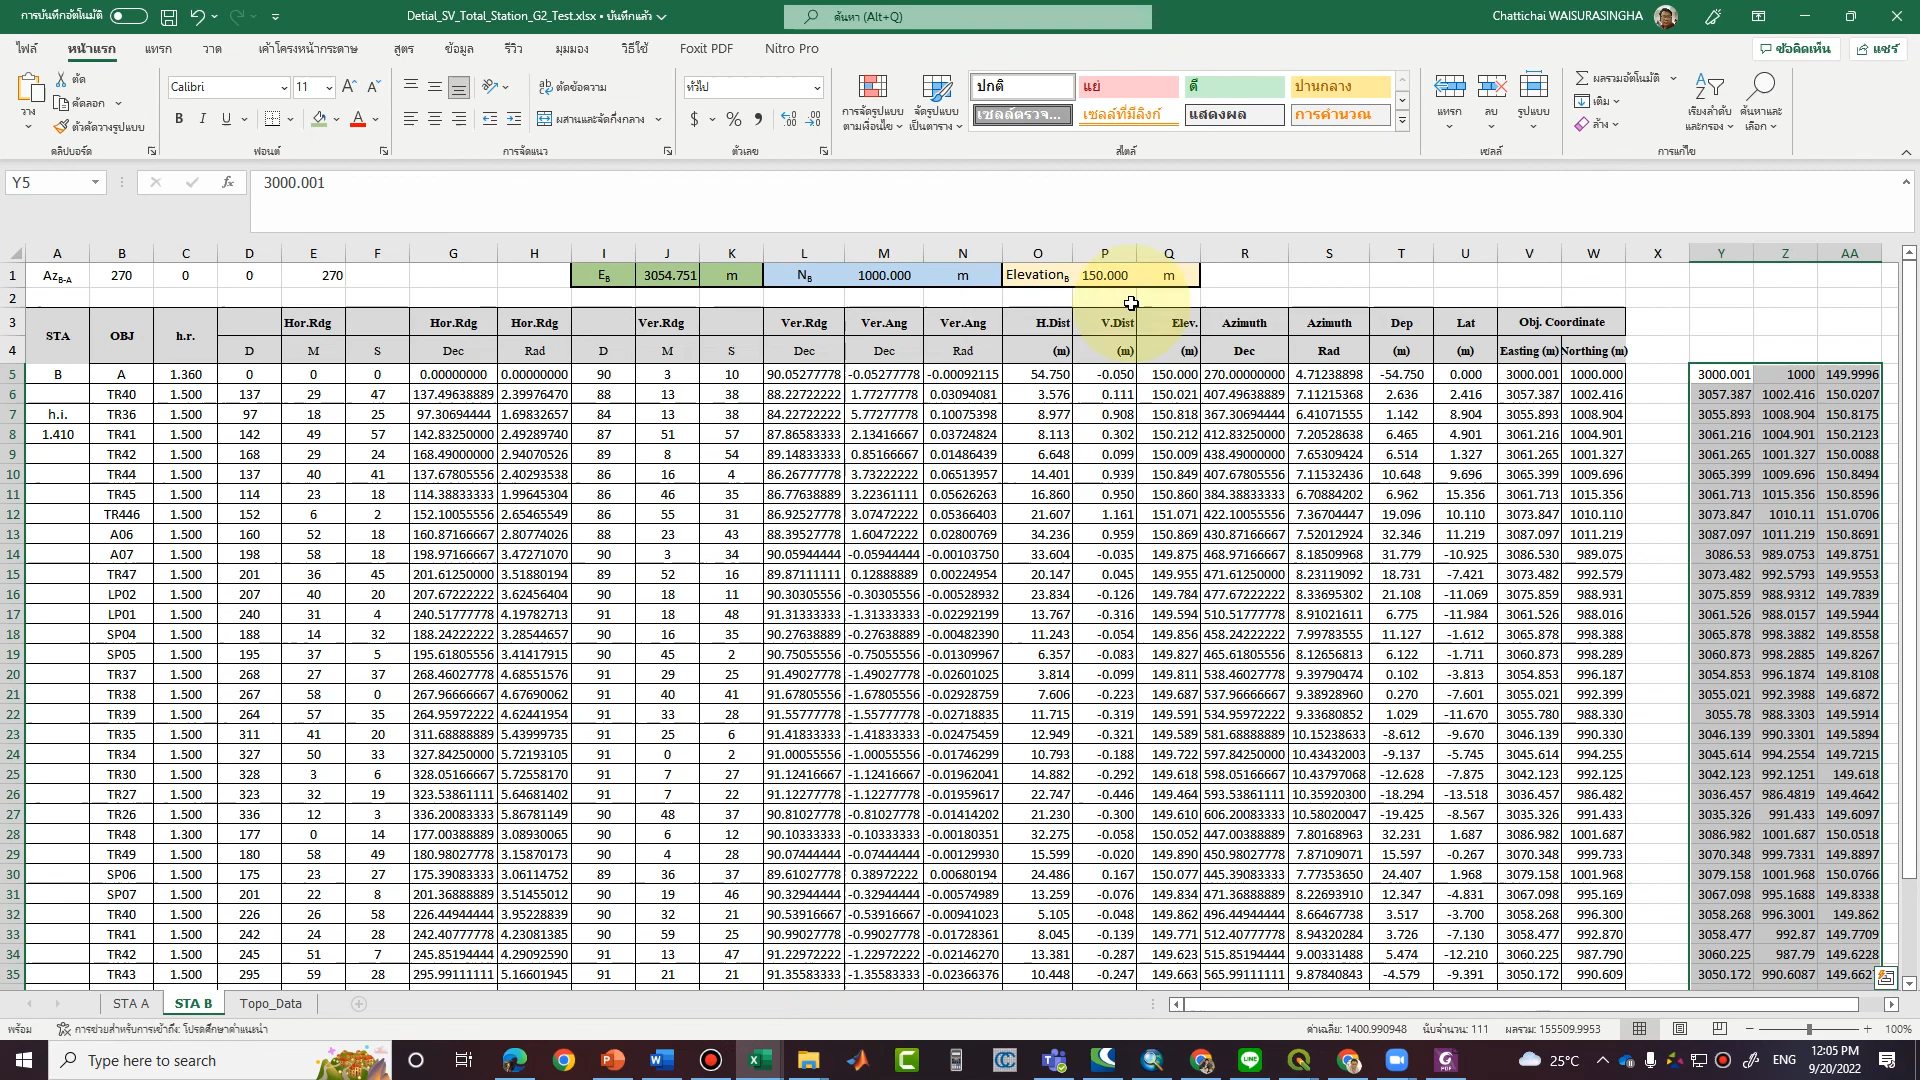 การบันทึกอัตโนมัติ Detial_SV_Total_Station_G2_Test.xlsx • บันทึกแล้ว ค้นหา (Alt+Q) Chattichai WAISURASINGHA
ไฟล์ หน้าแรก แทรก วาด เค้าโครงหน้ากระดาษ สูตร ข้อมูล รีวิว มุมมอง วิธีใช้ Foxit PDF Nitro Pro ข้อคิดเห็น แชร์
วาง ตัด คัดลอก ตัวคัดวางรูปแบบ คลิปบอร์ด
Calibri 11 B I U A ฟอนต์
ตัดข้อความ ผสานและจัดกึ่งกลาง การจัดแนว
ทั่วไป $ % ตัวเลข
การจัดรูปแบบตามเงื่อนไข จัดรูปแบบเป็นตาราง ปกติ แย่ ดี ปานกลาง
เซลล์ตรวจ... เซลล์ที่มีลิงก์ แสดงผล การคำนวณ สไตล์
แทรก ลบ รูปแบบ เซลล์
ผลรวมอัตโนมัติ เติม ล้าง เรียงลำดับและกรอง ค้นหาและเลือก การแก้ไข
Y5 fx 3000.001
A B C D E F G H I J K L M N O P Q R S T U V W X Y Z AA
1 AzB-A 270 0 0 270 EB 3054.751 m NB 1000.000 m ElevationB 150.000 m
2
3 STA OBJ h.r. Hor.Rdg Hor.Rdg Hor.Rdg Ver.Rdg Ver.Rdg Ver.Ang Ver.Ang H.Dist V.Dist Elev. Azimuth Azimuth Dep Lat Obj. Coordinate
4 D M S Dec Rad D M S Dec Dec Rad (m) (m) (m) Dec Rad (m) (m) Easting (m) Northing (m)
5 B A 1.360 0 0 0 0.00000000 0.00000000 90 3 10 90.05277778 -0.05277778 -0.00092115 54.750 -0.050 150.000 270.00000000 4.71238898 -54.750 0.000 3000.001 1000.000 3000.001 1000 149.9996
6 TR40 1.500 137 29 47 137.49638889 2.39976470 88 13 38 88.22722222 1.77277778 0.03094081 3.576 0.111 150.021 407.49638889 7.11215368 2.636 2.416 3057.387 1002.416 3057.387 1002.416 150.0207
7 h.i. TR36 1.500 97 18 25 97.30694444 1.69832657 84 13 38 84.22722222 5.77277778 0.10075398 8.977 0.908 150.818 367.30694444 6.41071555 1.142 8.904 3055.893 1008.904 3055.893 1008.904 150.8175
8 1.410 TR41 1.500 142 49 57 142.83250000 2.49289740 87 51 57 87.86583333 2.13416667 0.03724824 8.113 0.302 150.212 412.83250000 7.20528638 6.465 4.901 3061.216 1004.901 3061.216 1004.901 150.2123
9 TR42 1.500 168 29 24 168.49000000 2.94070526 89 8 54 89.14833333 0.85166667 0.01486439 6.648 0.099 150.009 438.49000000 7.65309424 6.514 1.327 3061.265 1001.327 3061.265 1001.327 150.0088
10 TR44 1.500 137 40 41 137.67805556 2.40293538 86 16 4 86.26777778 3.73222222 0.06513957 14.401 0.939 150.849 407.67805556 7.11532436 10.648 9.696 3065.399 1009.696 3065.399 1009.696 150.8494
11 TR45 1.500 114 23 18 114.38833333 1.99645304 86 46 35 86.77638889 3.22361111 0.05626263 16.860 0.950 150.860 384.38833333 6.70884202 6.962 15.356 3061.713 1015.356 3061.713 1015.356 150.8596
12 TR446 1.500 152 6 2 152.10055556 2.65465549 86 55 31 86.92527778 3.07472222 0.05366403 21.607 1.161 151.071 422.10055556 7.36704447 19.096 10.110 3073.847 1010.110 3073.847 1010.11 151.0706
13 A06 1.500 160 52 18 160.87166667 2.80774026 88 23 43 88.39527778 1.60472222 0.02800769 34.236 0.959 150.869 430.87166667 7.52012924 32.346 11.219 3087.097 1011.219 3087.097 1011.219 150.8691
14 A07 1.500 198 58 18 198.97166667 3.47271070 90 3 34 90.05944444 -0.05944444 -0.00103750 33.604 -0.035 149.875 468.97166667 8.18509968 31.779 -10.925 3086.530 989.075 3086.53 989.0753 149.8751
15 TR47 1.500 201 36 45 201.61250000 3.51880194 89 52 16 89.87111111 0.12888889 0.00224954 20.147 0.045 149.955 471.61250000 8.23119092 18.731 -7.421 3073.482 992.579 3073.482 992.5793 149.9553
16 LP02 1.500 207 40 20 207.67222222 3.62456404 90 18 11 90.30305556 -0.30305556 -0.00528932 23.834 -0.126 149.784 477.67222222 8.33695302 21.108 -11.069 3075.859 988.931 3075.859 988.9312 149.7839
17 LP01 1.500 240 31 4 240.51777778 4.19782713 91 18 48 91.31333333 -1.31333333 -0.02292199 13.767 -0.316 149.594 510.51777778 8.91021611 6.775 -11.984 3061.526 988.016 3061.526 988.0157 149.5944
18 SP04 1.500 188 14 32 188.24222222 3.28544657 90 16 35 90.27638889 -0.27638889 -0.00482390 11.243 -0.054 149.856 458.24222222 7.99783555 11.127 -1.612 3065.878 998.388 3065.878 998.3882 149.8558
19 SP05 1.500 195 37 5 195.61805556 3.41417915 90 45 2 90.75055556 -0.75055556 -0.01309967 6.357 -0.083 149.827 465.61805556 8.12656813 6.122 -1.711 3060.873 998.289 3060.873 998.2885 149.8267
20 TR37 1.500 268 27 37 268.46027778 4.68551576 91 29 25 91.49027778 -1.49027778 -0.02601025 3.814 -0.099 149.811 538.46027778 9.39790474 0.102 -3.813 3054.853 996.187 3054.853 996.1874 149.8108
21 TR38 1.500 267 58 0 267.96666667 4.67690062 91 40 41 91.67805556 -1.67805556 -0.02928759 7.606 -0.223 149.687 537.96666667 9.38928960 0.270 -7.601 3055.021 992.399 3055.021 992.3988 149.6872
22 TR39 1.500 264 57 35 264.95972222 4.62441954 91 33 28 91.55777778 -1.55777778 -0.02718835 11.715 -0.319 149.591 534.95972222 9.33680852 1.029 -11.670 3055.780 988.330 3055.78 988.3303 149.5914
23 TR35 1.500 311 41 20 311.68888889 5.43999735 91 25 6 91.41833333 -1.41833333 -0.02475459 12.949 -0.321 149.589 581.68888889 10.15238633 -8.612 -9.670 3046.139 990.330 3046.139 990.3301 149.5894
24 TR34 1.500 327 50 33 327.84250000 5.72193105 91 0 2 91.00055556 -1.00055556 -0.01746299 10.793 -0.188 149.722 597.84250000 10.43432003 -9.137 -5.745 3045.614 994.255 3045.614 994.2554 149.7215
25 TR30 1.500 328 3 6 328.05166667 5.72558170 91 7 27 91.12416667 -1.12416667 -0.01962041 14.882 -0.292 149.618 598.05166667 10.43797068 -12.628 -7.875 3042.123 992.125 3042.123 992.1251 149.618
26 TR27 1.500 323 32 19 323.53861111 5.64681402 91 7 22 91.12277778 -1.12277778 -0.01959617 22.747 -0.446 149.464 593.53861111 10.35920300 -18.294 -13.518 3036.457 986.482 3036.457 986.4819 149.4642
27 TR26 1.500 336 12 3 336.20083333 5.86781149 90 48 37 90.81027778 -0.81027778 -0.01414202 21.230 -0.300 149.610 606.20083333 10.58020047 -19.425 -8.567 3035.326 991.433 3035.326 991.433 149.6097
28 TR48 1.300 177 0 14 177.00388889 3.08930065 90 6 12 90.10333333 -0.10333333 -0.00180351 32.275 -0.058 150.052 447.00388889 7.80168963 32.231 1.687 3086.982 1001.687 3086.982 1001.687 150.0518
29 TR49 1.500 180 58 49 180.98027778 3.15870173 90 4 28 90.07444444 -0.07444444 -0.00129930 15.599 -0.020 149.890 450.98027778 7.87109071 15.597 -0.267 3070.348 999.733 3070.348 999.7331 149.8897
30 SP06 1.500 175 23 27 175.39083333 3.06114752 89 36 37 89.61027778 0.38972222 0.00680194 24.486 0.167 150.077 445.39083333 7.77353650 24.407 1.968 3079.158 1001.968 3079.158 1001.968 150.0766
31 SP07 1.500 201 22 8 201.36888889 3.51455012 90 19 46 90.32944444 -0.32944444 -0.00574989 13.259 -0.076 149.834 471.36888889 8.22693910 12.347 -4.831 3067.098 995.169 3067.098 995.1688 149.8338
32 TR40 1.500 226 26 58 226.44944444 3.95228839 90 32 21 90.53916667 -0.53916667 -0.00941023 5.105 -0.048 149.862 496.44944444 8.66467738 3.517 -3.700 3058.268 996.300 3058.268 996.3001 149.862
33 TR41 1.500 242 24 28 242.40777778 4.23081385 90 59 25 90.99027778 -0.99027778 -0.01728361 8.045 -0.139 149.771 512.40777778 8.94320284 3.726 -7.130 3058.477 992.870 3058.477 992.87 149.7709
34 TR42 1.500 245 51 7 245.85194444 4.29092590 91 13 47 91.22972222 -1.22972222 -0.02146270 13.381 -0.287 149.623 515.85194444 9.00331488 5.474 -12.210 3060.225 987.790 3060.225 987.79 149.6228
35 TR43 1.500 295 59 28 295.99111111 5.16601945 91 21 21 91.35583333 -1.35583333 -0.02366376 10.448 -0.247 149.663 565.99111111 9.87840843 -4.579 -9.391 3050.172 990.609 3050.172 990.6087 149.662
STA A STA B Topo_Data
พร้อม การช่วยสำหรับการเข้าถึง: โปรดศึกษาคำแนะนำ ค่าเฉลี่ย: 1400.990948 นับจำนวน: 111 ผลรวม: 155509.9953 100%
Type here to search 25°C ENG 12:05 PM 9/20/2022